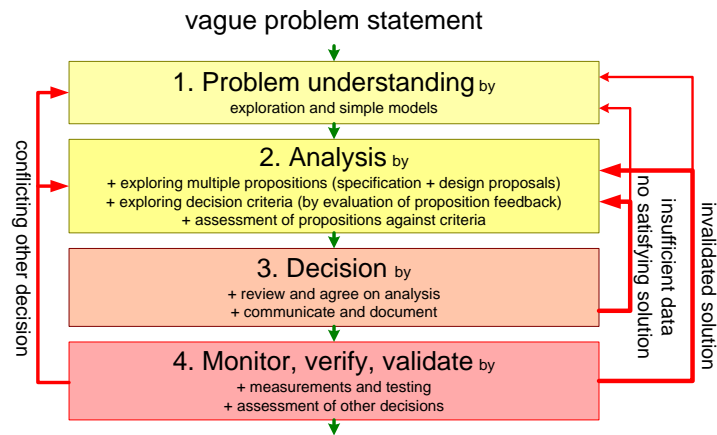 vague problem statement
1. Problem understanding by
exploration and simple models
2. Analysis by
+ exploring multiple propositions (specification + design proposals)
+ exploring decision criteria (by evaluation of proposition feedback)
+ assessment of propositions against criteria
3. Decision by
+ review and agree on analysis
+ communicate and document
4. Monitor, verify, validate by
+ measurements and testing
+ assessment of other decisions
conflicting other decision
insufficient data
no satisfying solution
invalidated solution